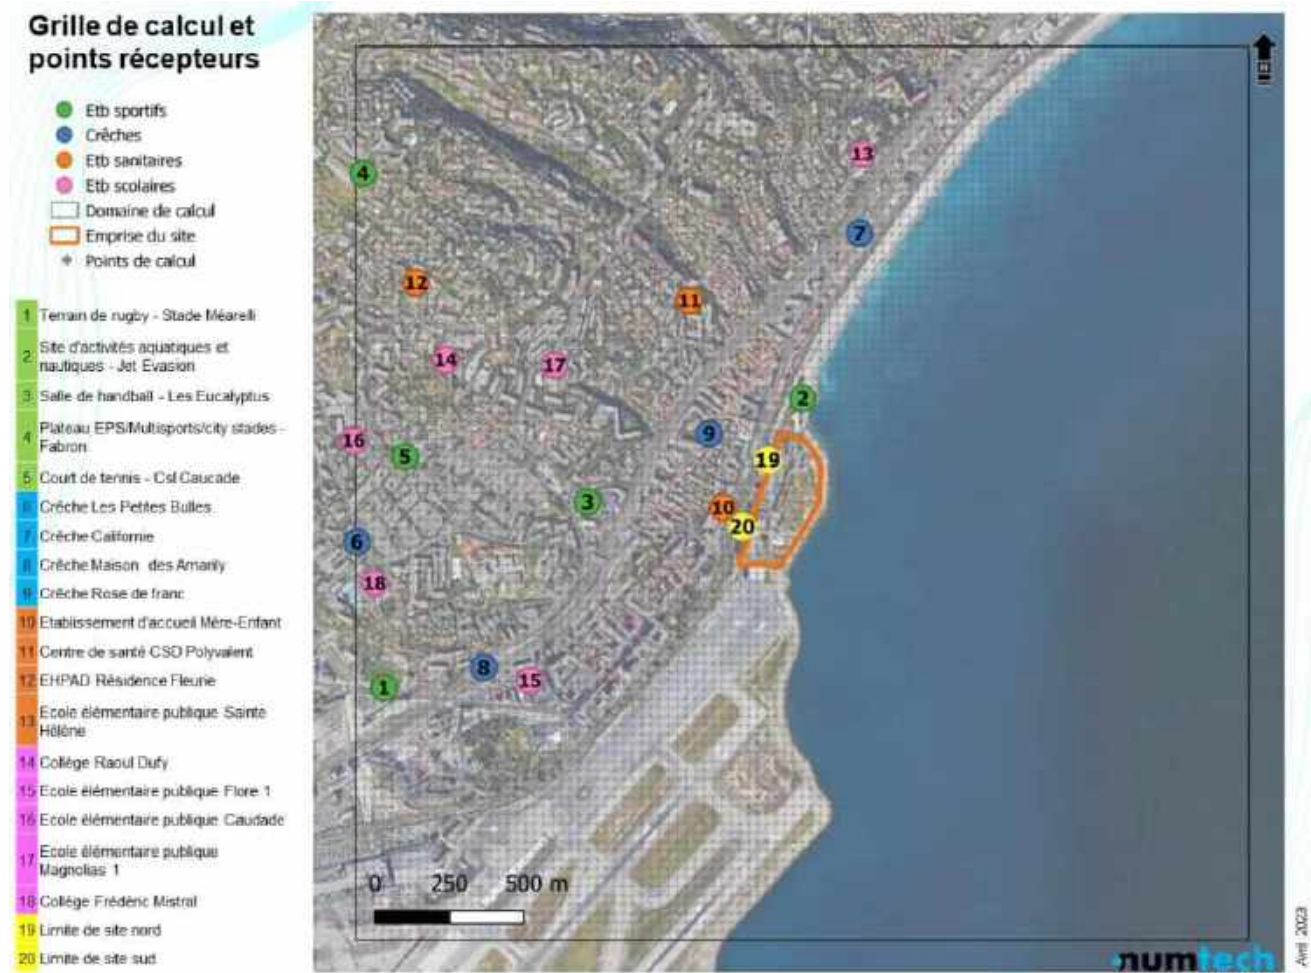 Grille de calcul et
points récepteurs
Etb sportifs
Crêches
Etb sanitaires
Etb scolaires
Domaine de calcul
Emprise du site
Points de calcul
1 Terrain de rugby - Stade Méarelli
2 Site d'activités aquatiques et
nautiques - Jet Evasion
3 Salle de handball - Les Eucalyptus
4 Plateau EPS/Multisports/city stades -
Fabron
5 Court de tennis - Csl Caucade
6 Crêche Les Petites Bulles
7 Crêche Californie
8 Crêche Maison des Amanly
9 Crêche Rose de franc
10 Etablissement d'accueil Mère-Enfant
11 Centre de santé CSD Polyvalent
12 EHPAD Résidence Fleurie
13 Ecole élémentaire publique Sainte
Hélène
14 Collège Raoul Dufy
15 Ecole élémentaire publique Flore 1
16 Ecole élémentaire publique Caudade
17 Ecole élémentaire publique
Magnolias 1
18 Collège Frédéric Mistral
19 Limite de site nord
20 Limite de site sud
N
13
4
7
12
11
14
17
2
9
16
5
19
3
10
20
6
18
8
15
1
0 250 500 m
numtech
Avril 2023